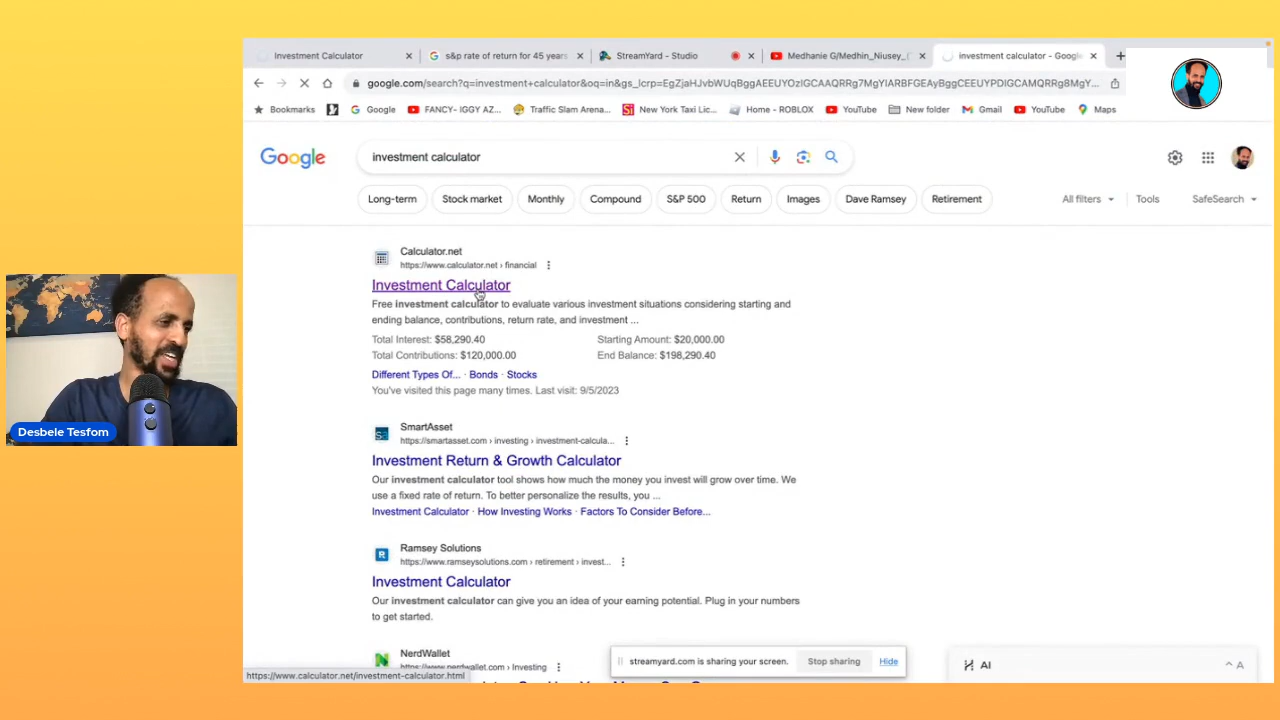 Investment Calculator
s&p rate of return for 45 years
StreamYard - Studio
Medhanie G/Medhin_Niusey_(
investment calculator - Google
google.com/search?q=investment+calculator&oq=in&gs_lcrp=EgZjaHJvbWUqBggAEEUYOzIGCAAQRRg7MgYIARBFGEAyBggCEEUYPDIGCAMQRRg8MgY...
Bookmarks
Google
FANCY- IGGY AZ...
Traffic Slam Arena...
New York Taxi Lic...
Home - ROBLOX
YouTube
New folder
Gmail
YouTube
Maps
Google
investment calculator
Long-term
Stock market
Monthly
Compound
S&P 500
Return
Images
Dave Ramsey
Retirement
All filters
Tools
SafeSearch
Calculator.net
https://www.calculator.net › financial
Investment Calculator
Free investment calculator to evaluate various investment situations considering starting and
ending balance, contributions, return rate, and investment ...
Total Interest: $58,290.40
Starting Amount: $20,000.00
Total Contributions: $120,000.00
End Balance: $198,290.40
Different Types Of... · Bonds · Stocks
You've visited this page many times. Last visit: 9/5/2023
Desbele Tesfom
SmartAsset
https://smartasset.com › investing › investment-calcula...
Investment Return & Growth Calculator
Our investment calculator tool shows how much the money you invest will grow over time. We
use a fixed rate of return. To better personalize the results, you ...
Investment Calculator · How Investing Works · Factors To Consider Before...
Ramsey Solutions
https://www.ramseysolutions.com › retirement › invest...
Investment Calculator
Our investment calculator can give you an idea of your earning potential. Plug in your numbers
to get started.
NerdWallet
https://www.nerdwallet.com › Investing
streamyard.com is sharing your screen.
Stop sharing
Hide
AI
A
https://www.calculator.net/investment-calculator.html